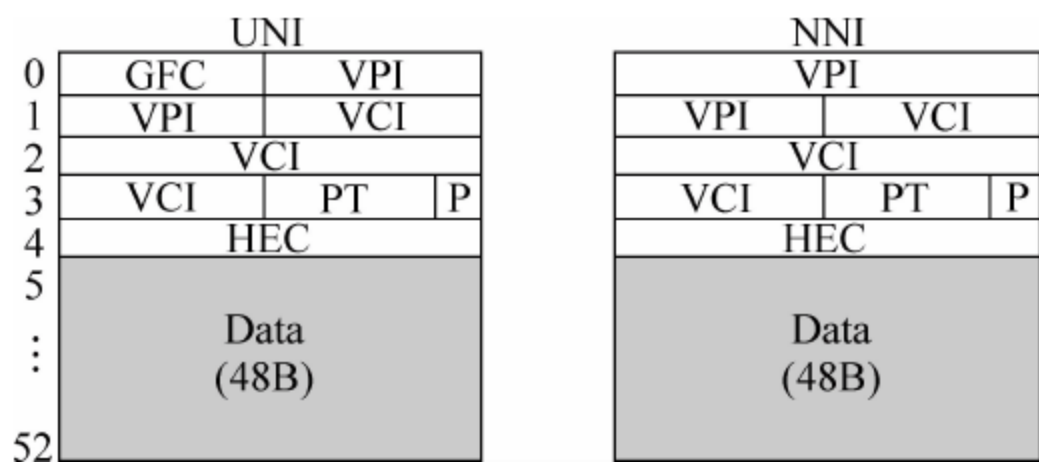 UNI NNI
0 GFC VPI VPI
1 VPI VCI VPI VCI
2 VCI VCI
3 VCI PT P VCI PT P
4 HEC HEC
5
Data Data
⋮ (48B) (48B)
52